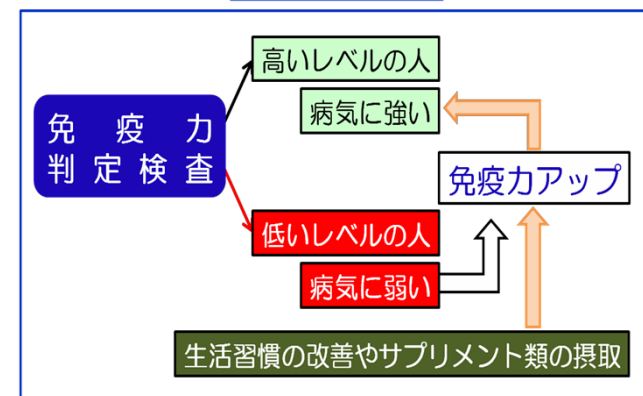 高いレベルの人
病気に強い
免疫力
判定検査
免疫力アップ
低いレベルの人
病気に弱い
生活習慣の改善やサプリメント類の摂取